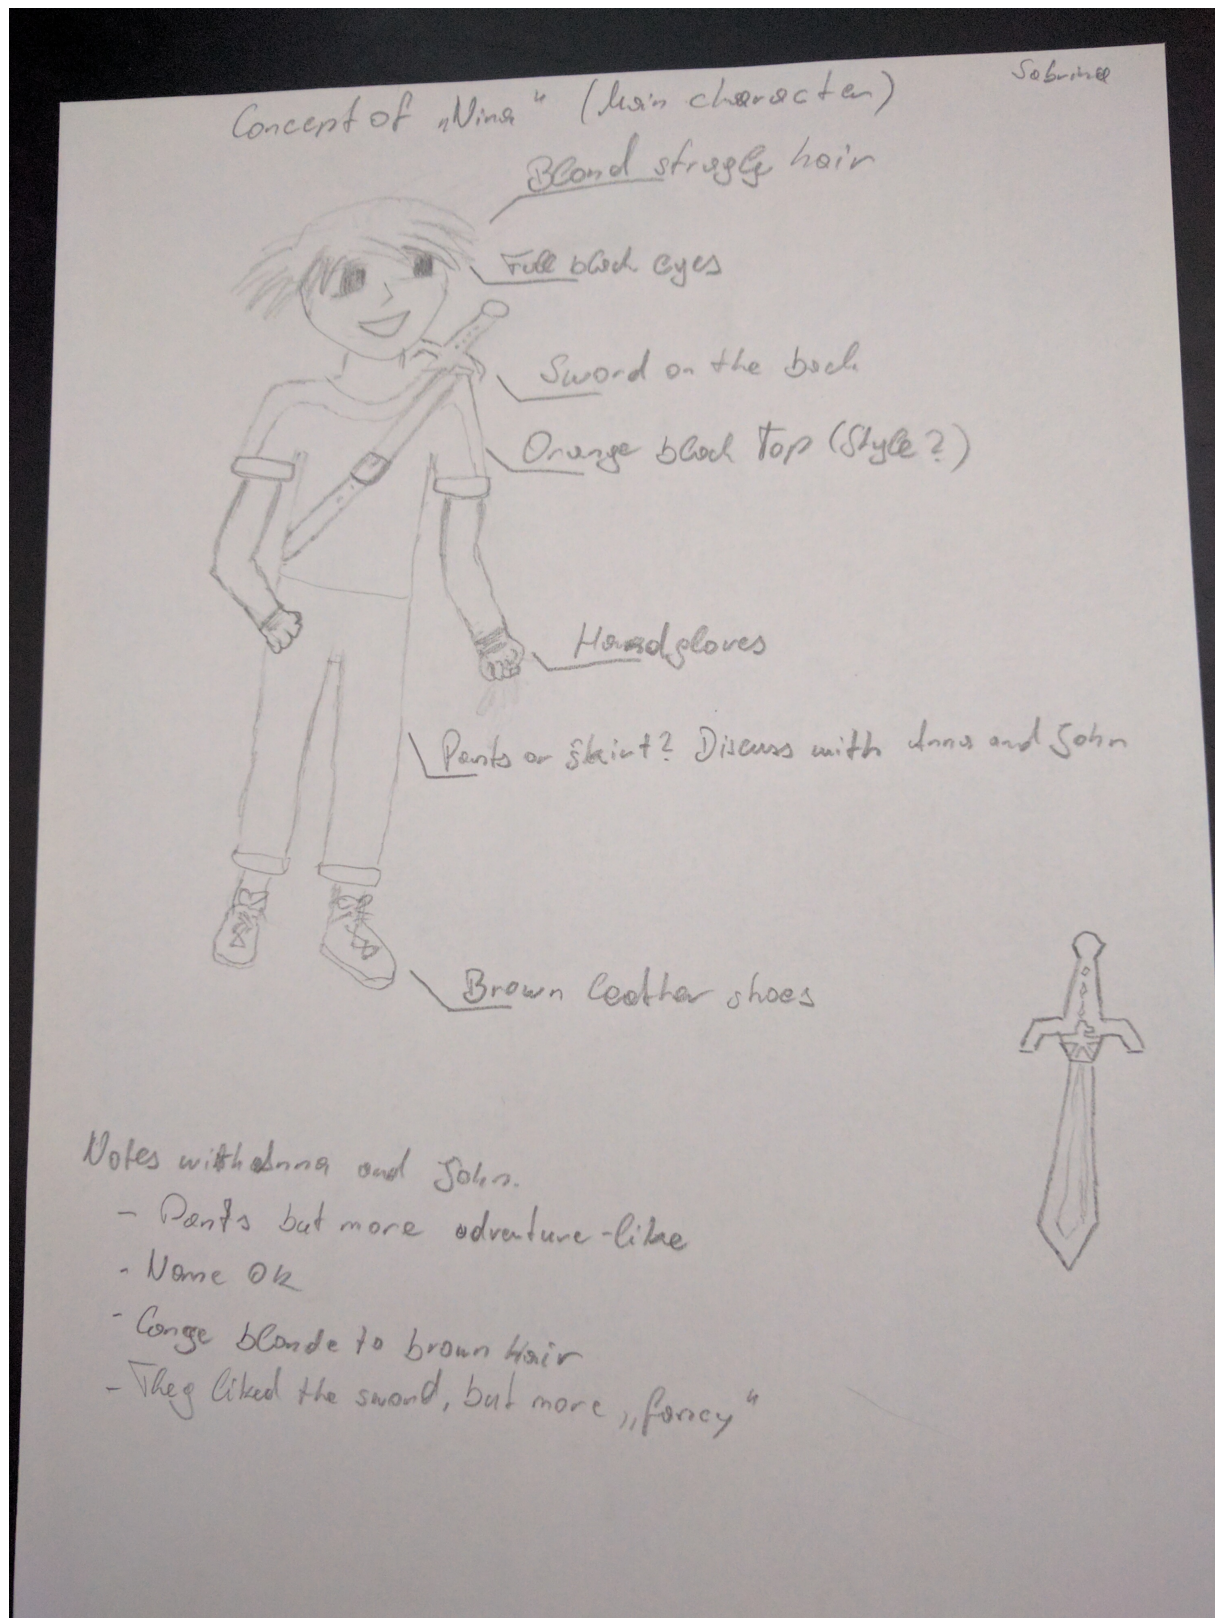 Sabrina
Concept of „Nina“ (Main character)
Blond stragly hair
Full black eyes
Sword on the back
Orange black Top (Style?)
Handgloves
Pants or Skirt? Discuss with Anna and John
Brown leather shoes
Notes with Anna and John.
- Pants but more adventure-like
- Name OK
- Conge blonde to brown Hair
- They liked the sword, but more „fancy“